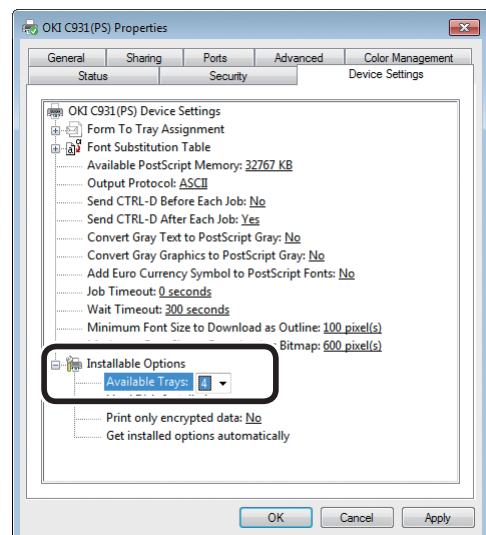 OKI C931(PS) Properties
General Sharing Ports Advanced Color Management
Status Security Device Settings
OKI C931(PS) Device Settings
Form To Tray Assignment
Font Substitution Table
Available PostScript Memory: 32767 KB
Output Protocol: ASCII
Send CTRL-D Before Each Job: No
Send CTRL-D After Each Job: Yes
Convert Gray Text to PostScript Gray: No
Convert Gray Graphics to PostScript Gray: No
Add Euro Currency Symbol to PostScript Fonts: No
Job Timeout: 0 seconds
Wait Timeout: 300 seconds
Minimum Font Size to Download as Outline: 100 pixel(s)
Bitmap: 600 pixel(s)
Installable Options
Available Trays: 4
Print only encrypted data: No
Get installed options automatically
OK Cancel Apply